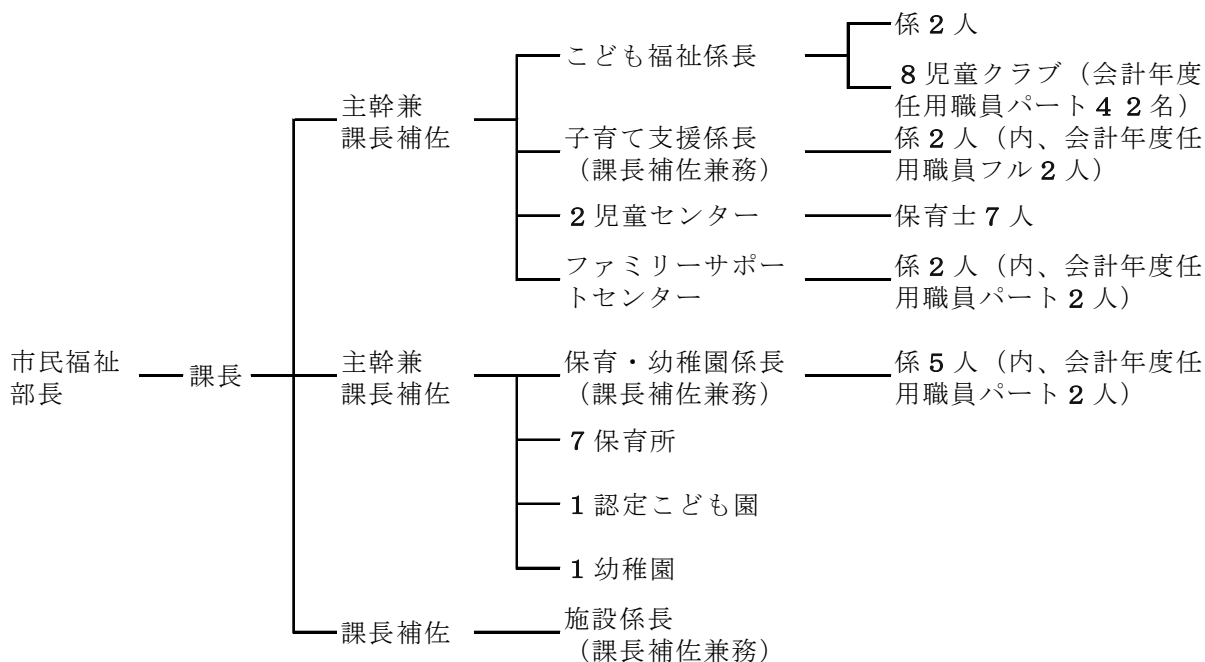 係 2 人
こども福祉係長
8 児童クラブ（会計年度
任用職員パート 4 2 名）
主幹兼
課長補佐
子育て支援係長
（課長補佐兼務）
係 2 人（内、会計年度任
用職員フル 2 人）
2 児童センター
保育士 7 人
ファミリーサポー
トセンター
係 2 人（内、会計年度任
用職員パート 2 人）
市民福祉
部長
課長
主幹兼
課長補佐
保育・幼稚園係長
（課長補佐兼務）
係 5 人（内、会計年度任
用職員パート 2 人）
7 保育所
1 認定こども園
1 幼稚園
課長補佐
施設係長
（課長補佐兼務）